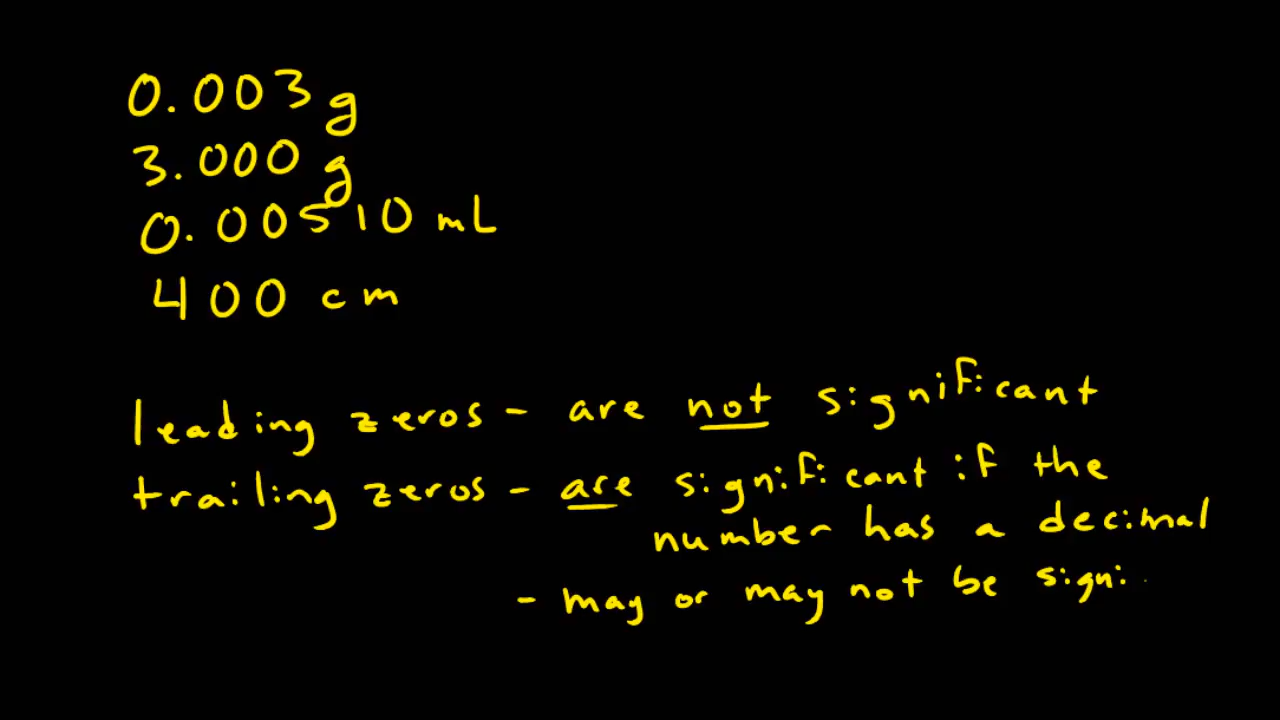 0.003 g
3.000 g
0.00510 mL
400 cm
leading zeros - are not significant
trailing zeros - are significant if the
number has a decimal
- may or may not be signi